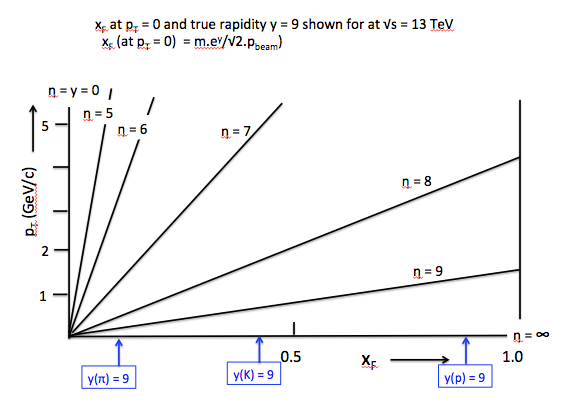 xF at pT = 0 and true rapidity y = 9 shown for at √s = 13 TeV
xF (at pT = 0) = m.eʸ/√2.pbeam)
η = y = 0
η = 5
η = 6
η = 7
η = 8
η = 9
η = ∞
5
2
1
pT (GeV/c)
0.5
xF
1.0
y(π) = 9
y(K) = 9
y(p) = 9